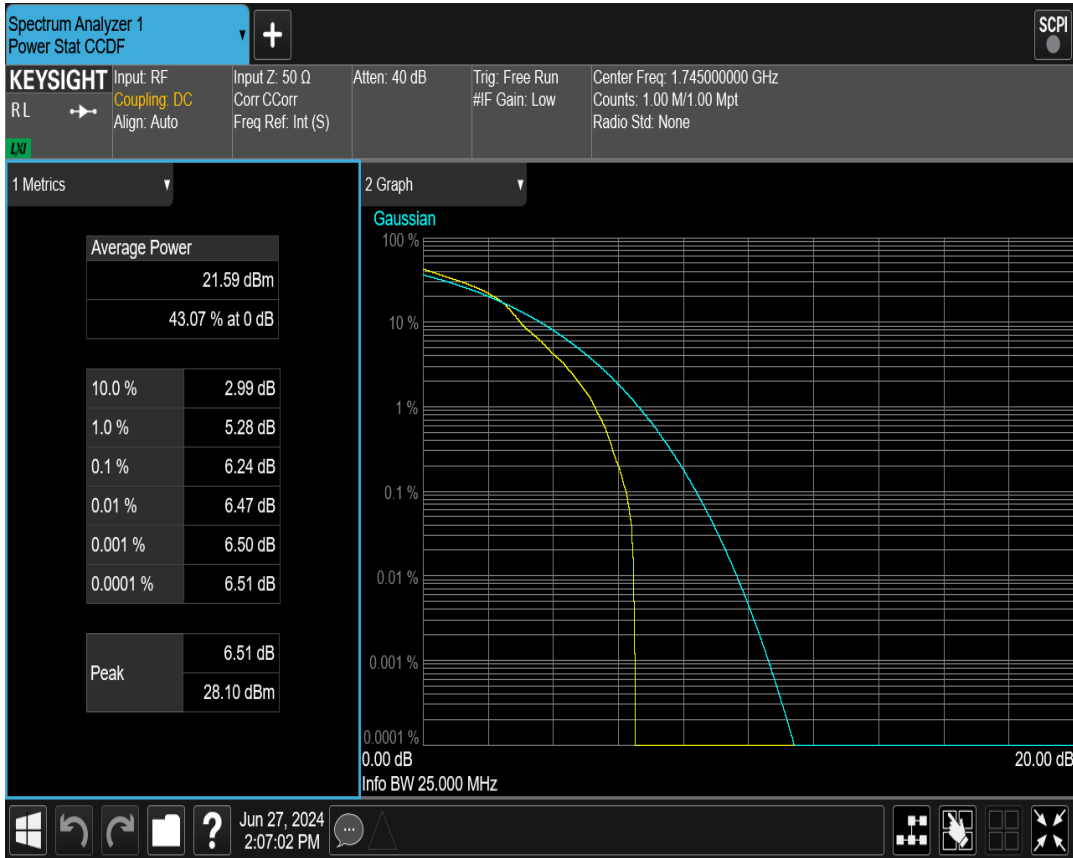 Spectrum Analyzer 1
Power Stat CCDF
SCPI
KEYSIGHT
R L
LXI
Input: RF
Coupling: DC
Align: Auto
Input Z: 50 Ω
Corr CCorr
Freq Ref: Int (S)
Atten: 40 dB
Trig: Free Run
#IF Gain: Low
Center Freq: 1.745000000 GHz
Counts: 1.00 M/1.00 Mpt
Radio Std: None
1 Metrics
Average Power
21.59 dBm
43.07 % at 0 dB
10.0 % 2.99 dB
1.0 % 5.28 dB
0.1 % 6.24 dB
0.01 % 6.47 dB
0.001 % 6.50 dB
0.0001 % 6.51 dB
Peak
6.51 dB
28.10 dBm
2 Graph
Gaussian
100 %
10 %
1 %
0.1 %
0.01 %
0.001 %
0.0001 %
0.00 dB
20.00 dB
Info BW 25.000 MHz
?
Jun 27, 2024
2:07:02 PM